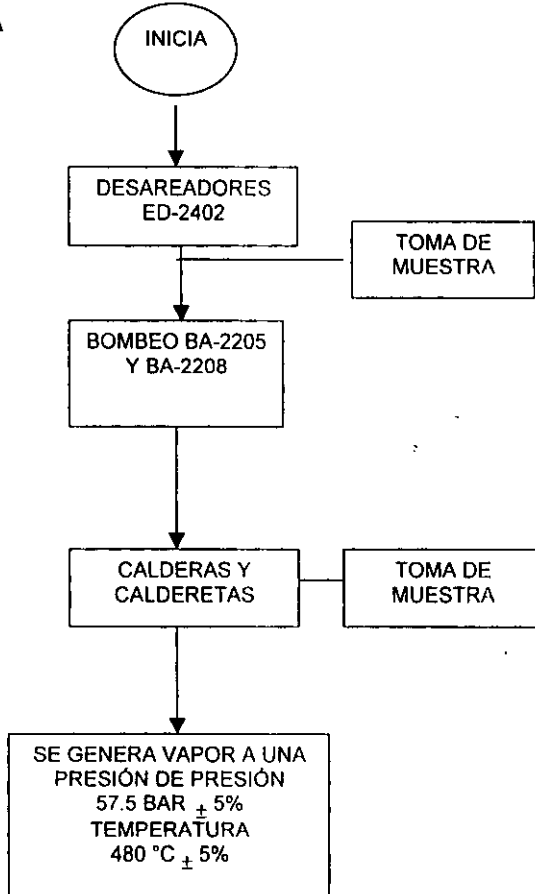 A
INICIA
DESAREADORES
ED-2402
TOMA DE
MUESTRA
BOMBEO BA-2205
Y BA-2208
CALDERAS Y
CALDERETAS
TOMA DE
MUESTRA
SE GENERA VAPOR A UNA
PRESIÓN DE PRESIÓN
57.5 BAR ± 5%
TEMPERATURA
480 °C ± 5%